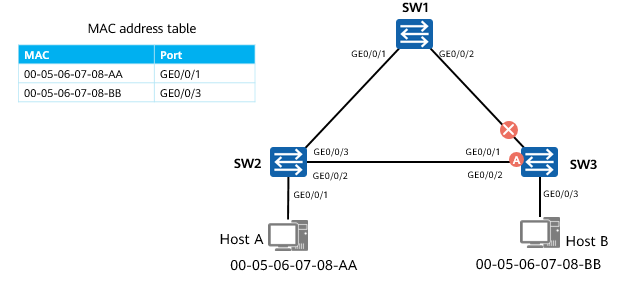 SW1
MAC address table
MAC Port
00-05-06-07-08-AA GE0/0/1
00-05-06-07-08-BB GE0/0/3
GE0/0/1
GE0/0/2
SW2
GE0/0/3
GE0/0/1
A
SW3
GE0/0/2
GE0/0/2
GE0/0/1
GE0/0/3
Host A
Host B
00-05-06-07-08-AA
00-05-06-07-08-BB